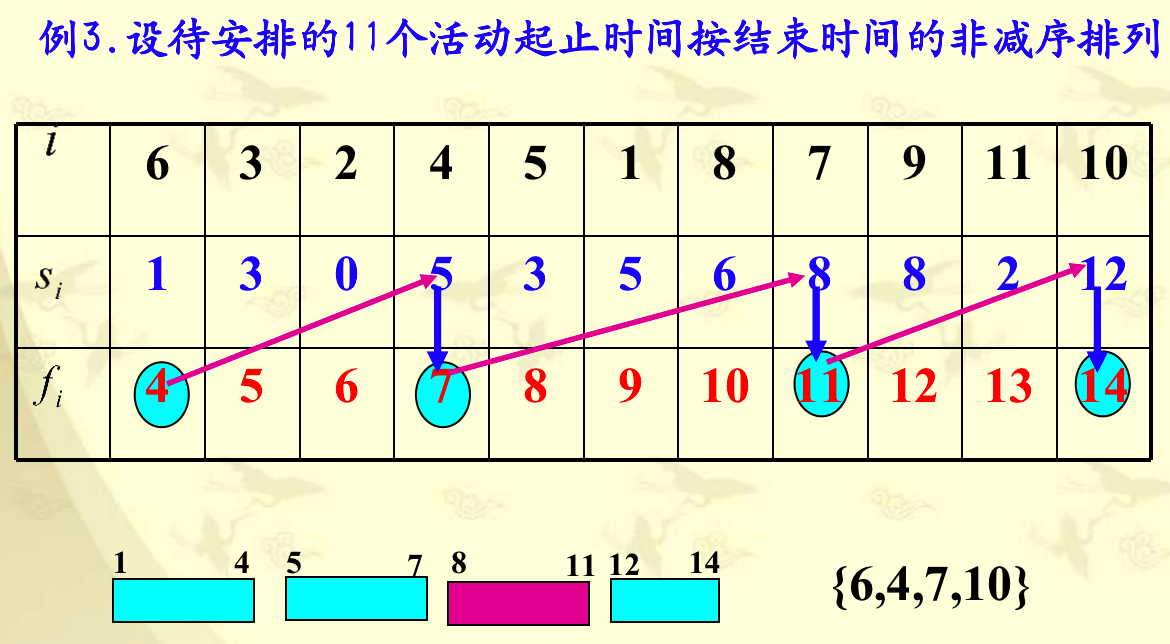 例3.设待安排的11个活动起止时间按结束时间的非减序排列
i 6 3 2 4 5 1 8 7 9 11 10
si 1 3 0 5 3 5 6 8 8 2 12
fi 4 5 6 7 8 9 10 11 12 13 14
1 4 5 7 8 11 12 14
{6,4,7,10}